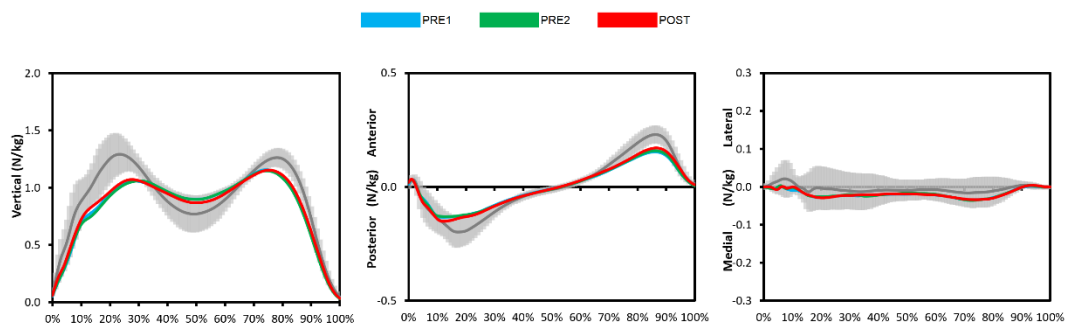 PRE1 PRE2 POST
Vertical (N/kg)
2.0
1.5
1.0
0.5
0.0
0% 10% 20% 30% 40% 50% 60% 70% 80% 90% 100%
Posterior (N/kg) Anterior
0.5
0.0
-0.5
0% 10% 20% 30% 40% 50% 60% 70% 80% 90% 100%
Medial (N/kg) Lateral
0.3
0.2
0.1
0.0
-0.1
-0.2
-0.3
0% 10% 20% 30% 40% 50% 60% 70% 80% 90% 100%